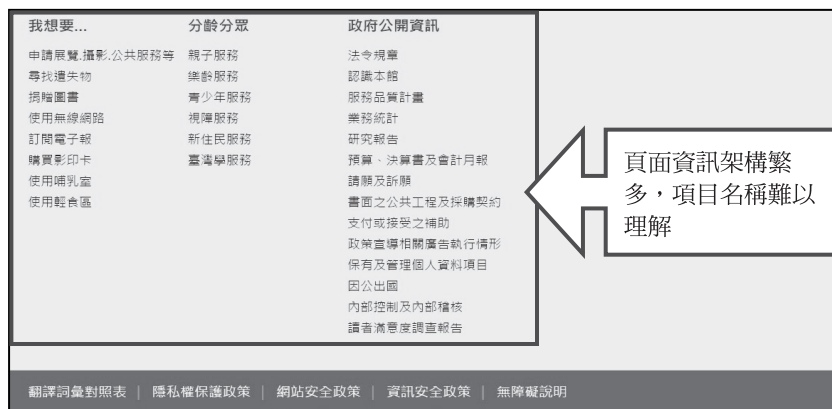 我想要...
申請展覽.攝影.公共服務等
尋找遺失物
捐贈圖書
使用無線網路
訂閱電子報
購買影印卡
使用哺乳室
使用輕食區
分齡分眾
親子服務
樂齡服務
青少年服務
視障服務
新住民服務
臺灣學服務
政府公開資訊
法令規章
認識本館
服務品質計畫
業務統計
研究報告
預算、決算書及會計月報
請願及訴願
書面之公共工程及採購契約
支付或接受之補助
政策宣導相關廣告執行情形
保有及管理個人資料項目
因公出國
內部控制及內部稽核
讀者滿意度調查報告
頁面資訊架構繁
多，項目名稱難以
理解
翻譯詞彙對照表 | 隱私權保護政策 | 網站安全政策 | 資訊安全政策 | 無障礙說明